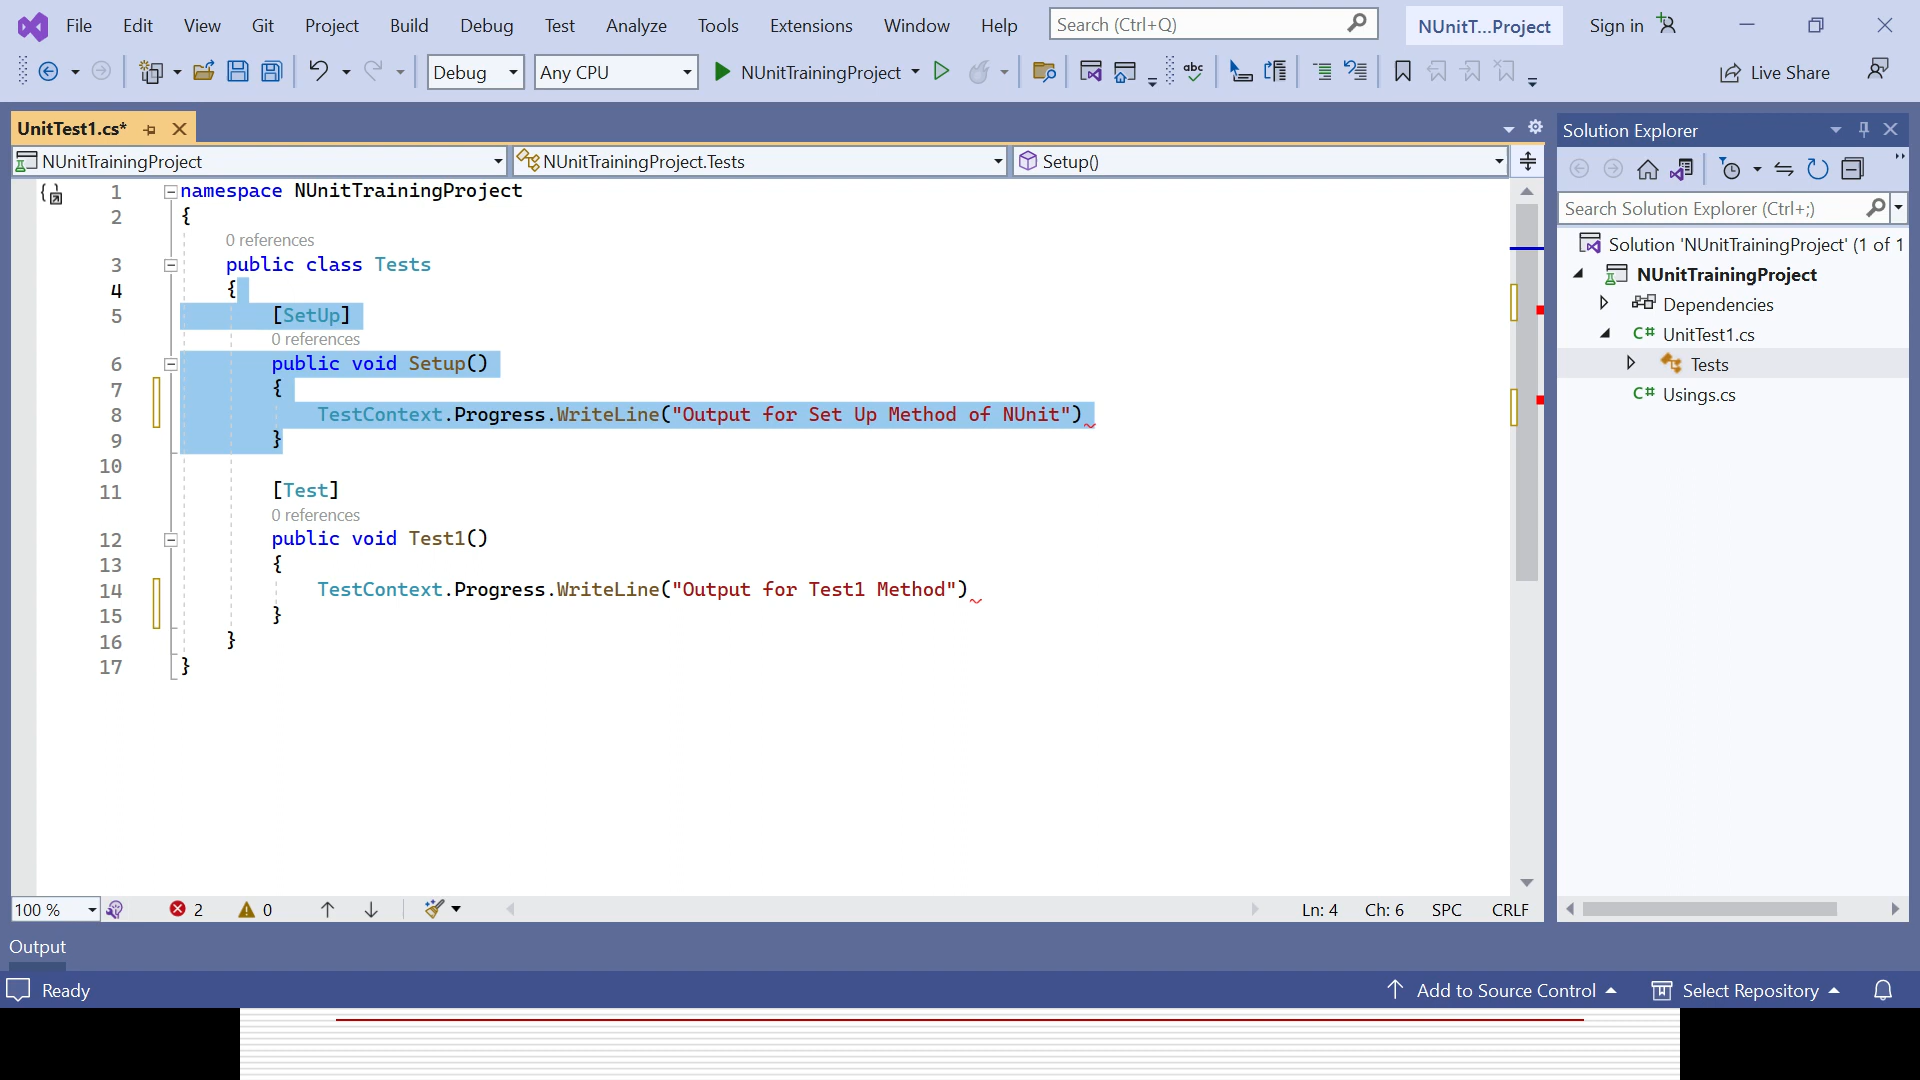 File Edit View Git Project Build Debug Test Analyze Tools Extensions Window Help Search (Ctrl+Q) NUnitT...Project Sign in
Debug Any CPU NUnitTrainingProject abc Live Share
UnitTest1.cs*
NUnitTrainingProject NUnitTrainingProject.Tests Setup()
1 namespace NUnitTrainingProject
2 {
0 references
3 public class Tests
4 {
5 [SetUp]
0 references
6 public void Setup()
7 {
8 TestContext.Progress.WriteLine("Output for Set Up Method of NUnit")
9 }
10
11 [Test]
0 references
12 public void Test1()
13 {
14 TestContext.Progress.WriteLine("Output for Test1 Method")
15 }
16 }
17 }
100 % 2 0 Ln: 4 Ch: 6 SPC CRLF
Solution Explorer
Search Solution Explorer (Ctrl+;)
Solution 'NUnitTrainingProject' (1 of 1
NUnitTrainingProject
Dependencies
C# UnitTest1.cs
Tests
C# Usings.cs
Output
Ready Add to Source Control Select Repository